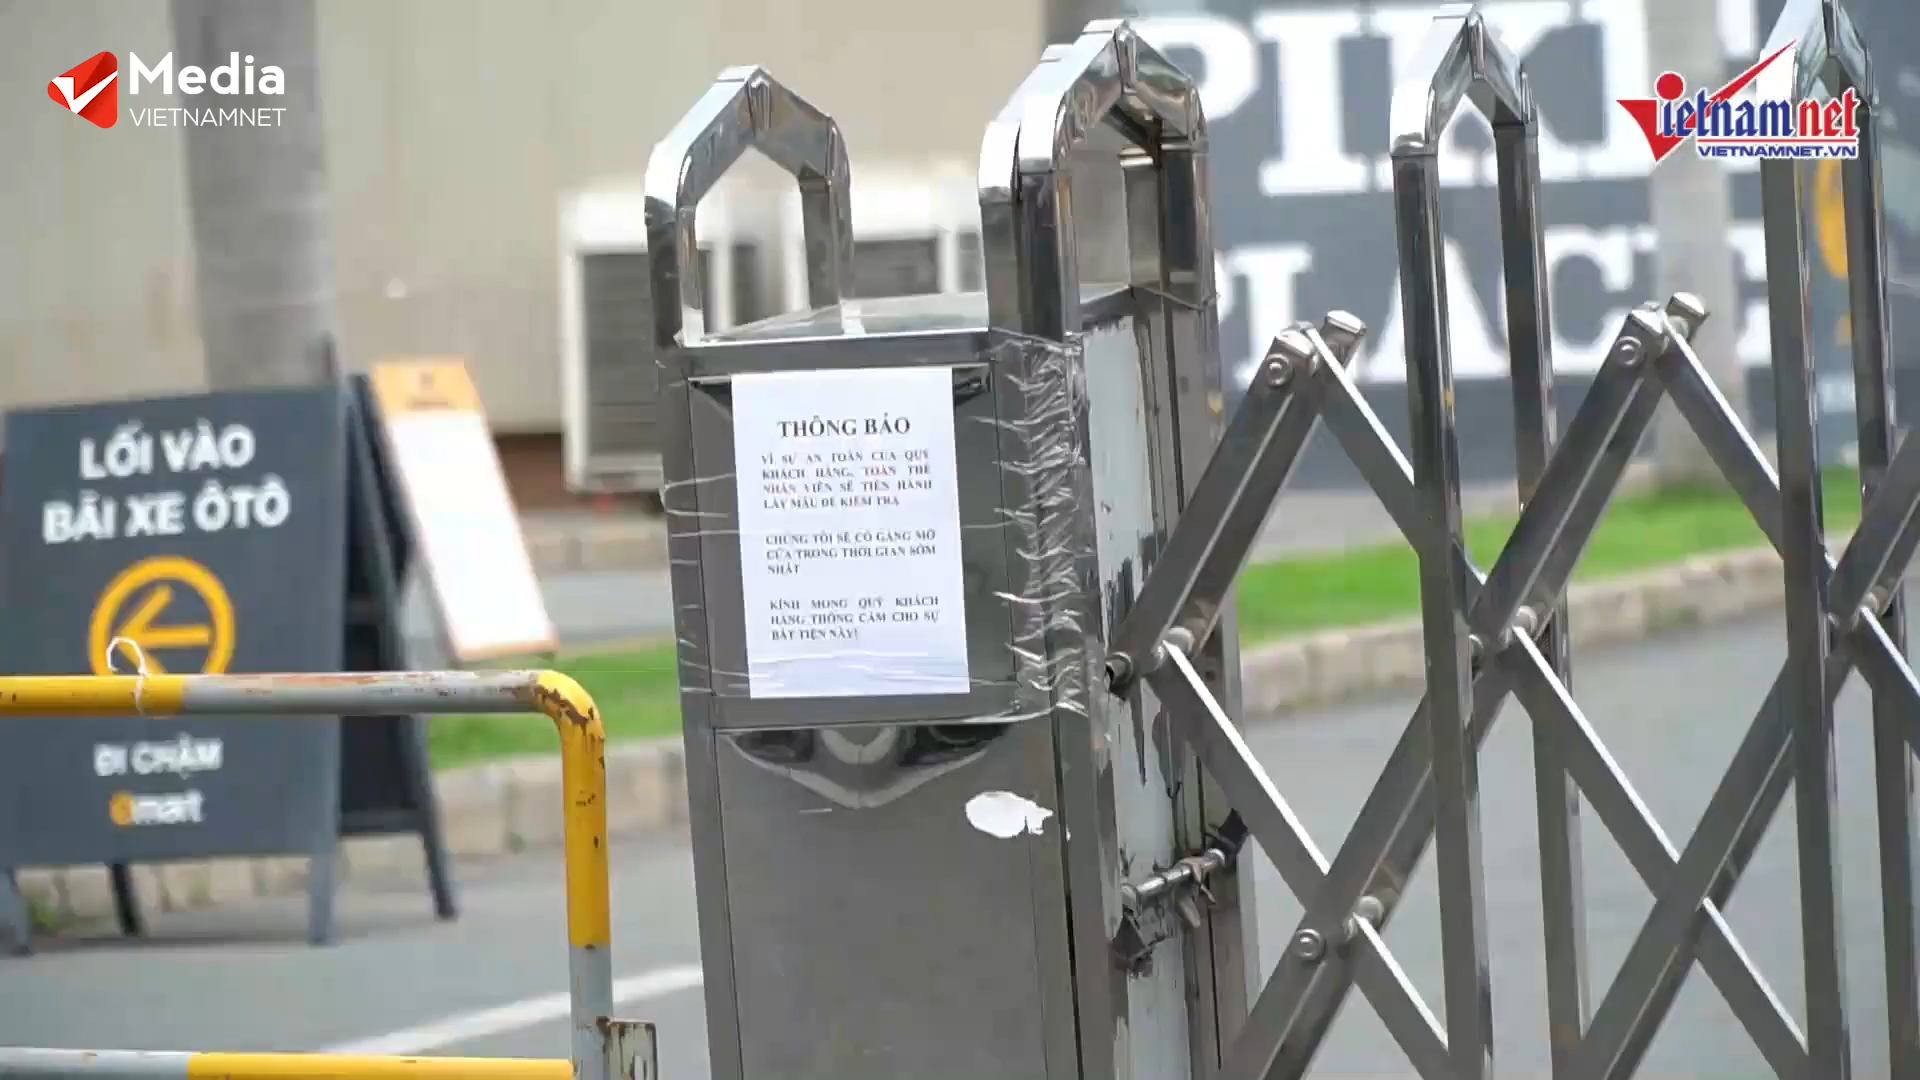 Media
VIETNAMNET
Vietnamnet
VIETNAMNET.VN
PIKE
PLACE
LỐI VÀO
BÃI XE ÔTÔ
ĐI CHẬM
emart
THÔNG BÁO
VÌ SỰ AN TOÀN CỦA QUÝ
KHÁCH HÀNG, TOÀN THỂ
NHÂN VIÊN SẼ TIẾN HÀNH
LẤY MẪU ĐỂ KIỂM TRA
CHÚNG TÔI SẼ CỐ GẮNG MỞ
CỬA TRONG THỜI GIAN SỚM
NHẤT
KÍNH MONG QUÝ KHÁCH
HÀNG THÔNG CẢM CHO SỰ
BẤT TIỆN NÀY!